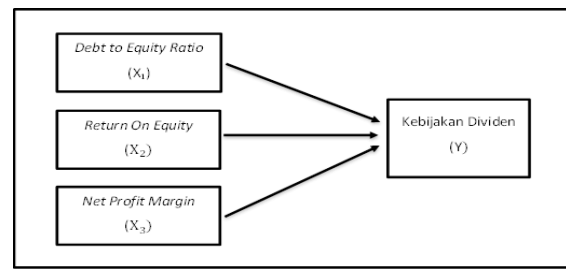 Debt to Equity Ratio
(X₁)
Return On Equity
(X₂)
Net Profit Margin
(X₃)
Kebijakan Dividen
(Y)